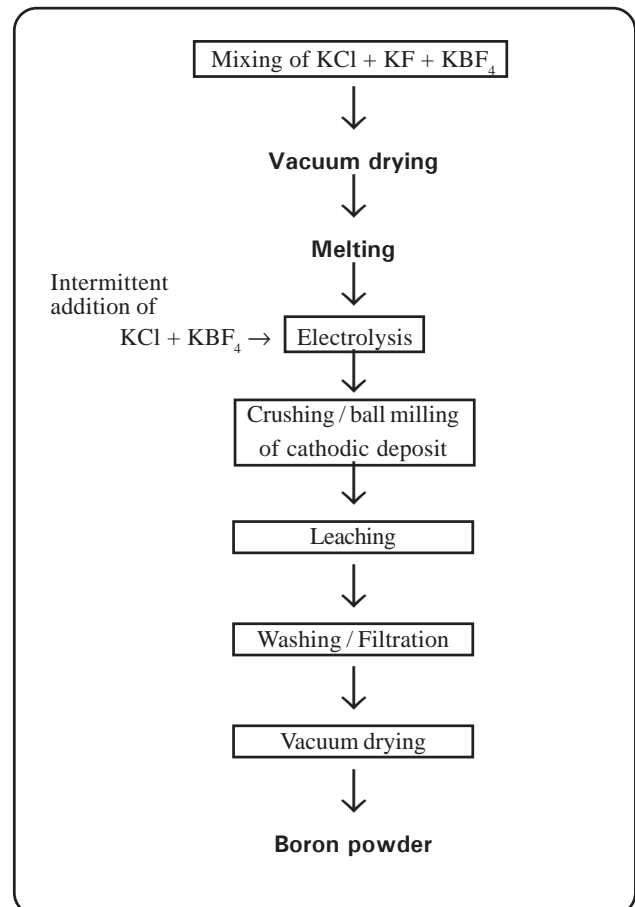 Mixing of KCl + KF + KBF₄
Vacuum drying
Melting
Intermittent
addition of
KCl + KBF₄ → Electrolysis
Crushing / ball milling
of cathodic deposit
Leaching
Washing / Filtration
Vacuum drying
Boron powder